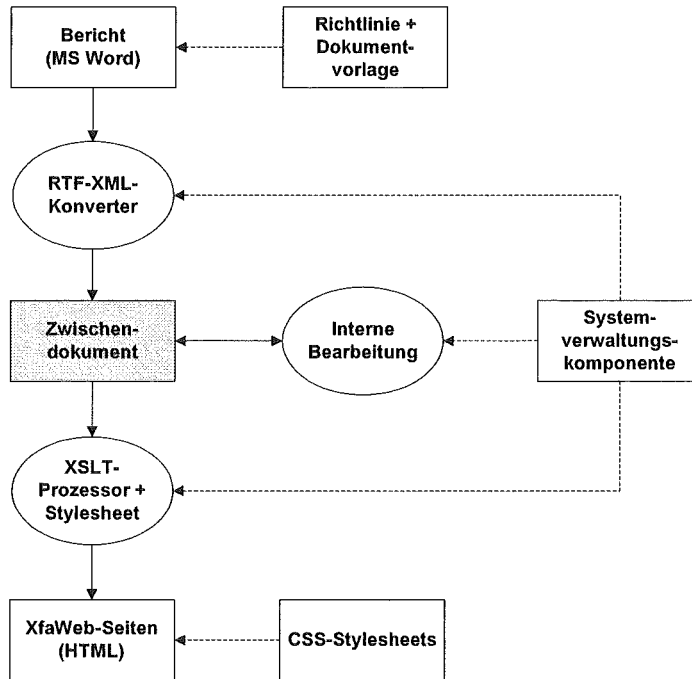 Bericht
(MS Word)
Richtlinie +
Dokument-
vorlage
RTF-XML-
Konverter
Zwischen-
dokument
Interne
Bearbeitung
System-
verwaltungs-
komponente
XSLT-
Prozessor +
Stylesheet
XfaWeb-Seiten
(HTML)
CSS-Stylesheets